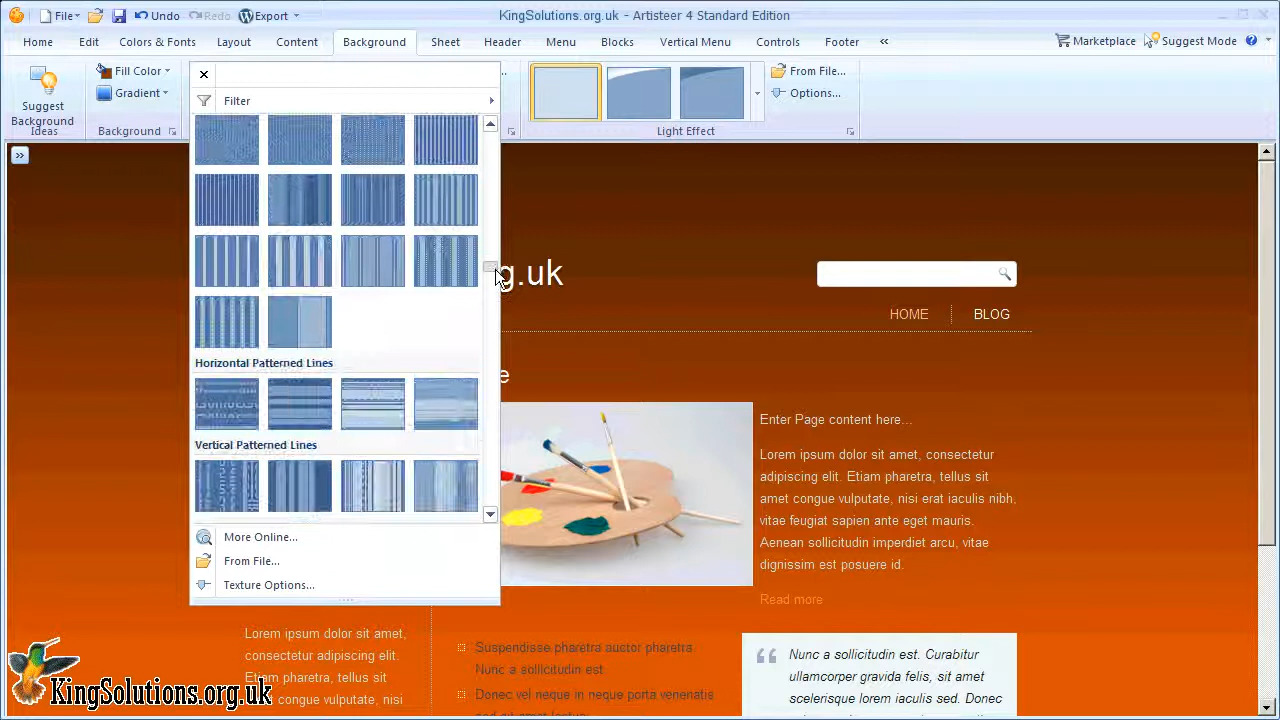 File
Undo
Redo
Export
KingSolutions.org.uk - Artisteer 4 Standard Edition
Home
Edit
Colors & Fonts
Layout
Content
Background
Sheet
Header
Menu
Blocks
Vertical Menu
Controls
Footer
Marketplace
Suggest Mode
Suggest
Background
Ideas
Fill Color
Gradient
Background
From File...
Options...
Light Effect
Filter
Horizontal Patterned Lines
Vertical Patterned Lines
More Online...
From File...
Texture Options...
g.uk
HOME
BLOG
e
Enter Page content here...
Lorem ipsum dolor sit amet, consectetur
adipiscing elit. Etiam pharetra, tellus sit
amet congue vulputate, nisi erat iaculis nibh,
vitae feugiat sapien ante eget mauris.
Aenean sollicitudin imperdiet arcu, vitae
dignissim est posuere id.
Read more
Lorem ipsum dolor sit amet,
consectetur adipiscing elit.
Etiam pharetra, tellus sit
amet congue vulputate, nisi
Suspendisse pharetra auctor pharetra.
Nunc a sollicitudin est.
Donec vel neque in neque porta venenatis
Nunc a sollicitudin est. Curabitur
ullamcorper gravida felis, sit amet
scelerisque lorem iaculis sed. Donec
KingSolutions.org.uk